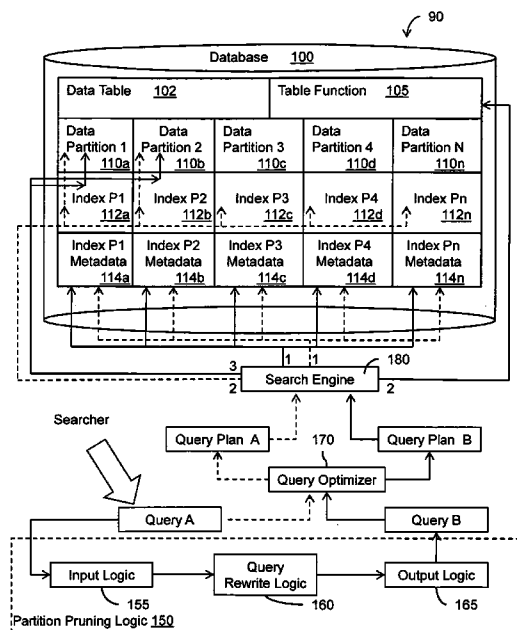 90
Database 100
Data Table 102
Table Function 105
Data Partition 1 110a
Data Partition 2 110b
Data Partition 3 110c
Data Partition 4 110d
Data Partition N 110n
Index P1 112a
Index P2 112b
Index P3 112c
Index P4 112d
Index Pn 112n
Index P1 Metadata 114a
Index P2 Metadata 114b
Index P3 Metadata 114c
Index P4 Metadata 114d
Index Pn Metadata 114n
3
2
1
1
180
Search Engine
2
Searcher
Query Plan A
170
Query Plan B
Query Optimizer
Query A
Query B
Input Logic
Query Rewrite Logic
Output Logic
155
160
165
Partition Pruning Logic 150